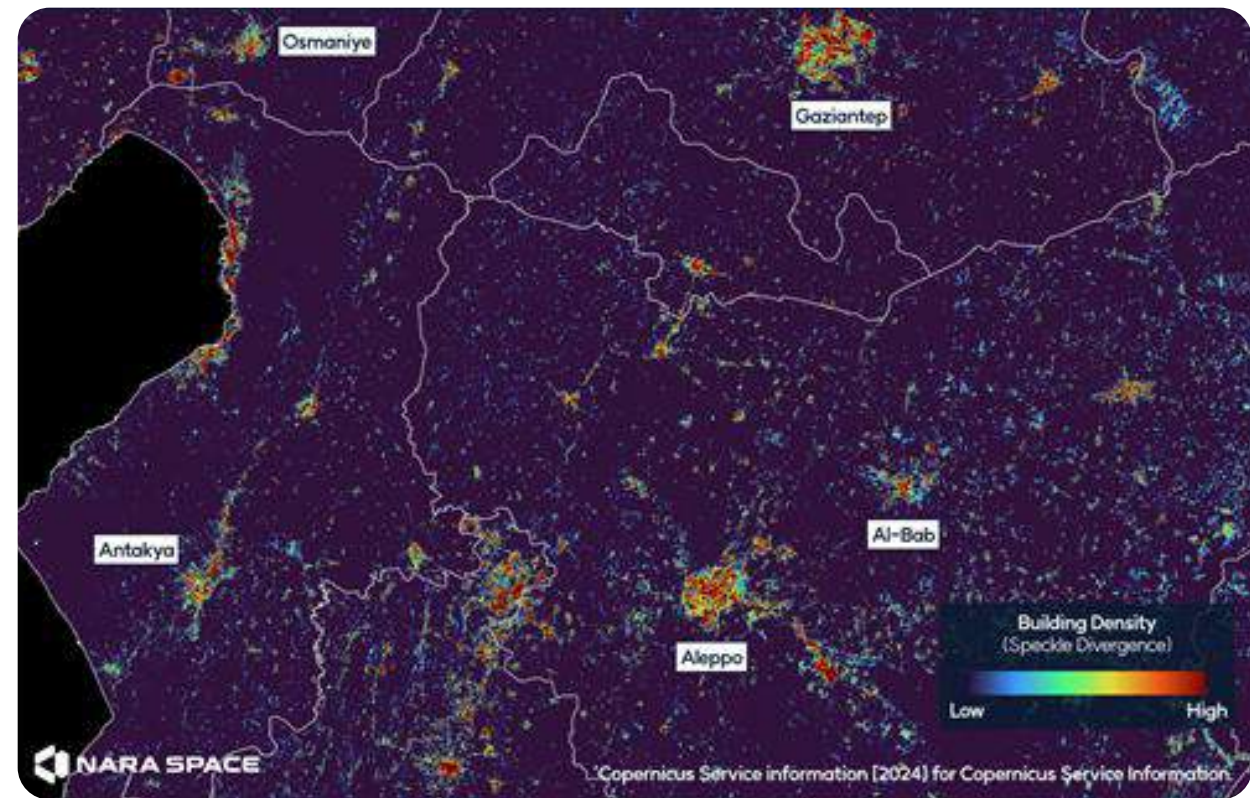 Osmaniye
Gaziantep
Antakya
Al-Bab
Aleppo
Building Density
(Speckle Divergence)
Low High
NARA SPACE
'Copernicus Service information [2024] for Copernicus Service Information.